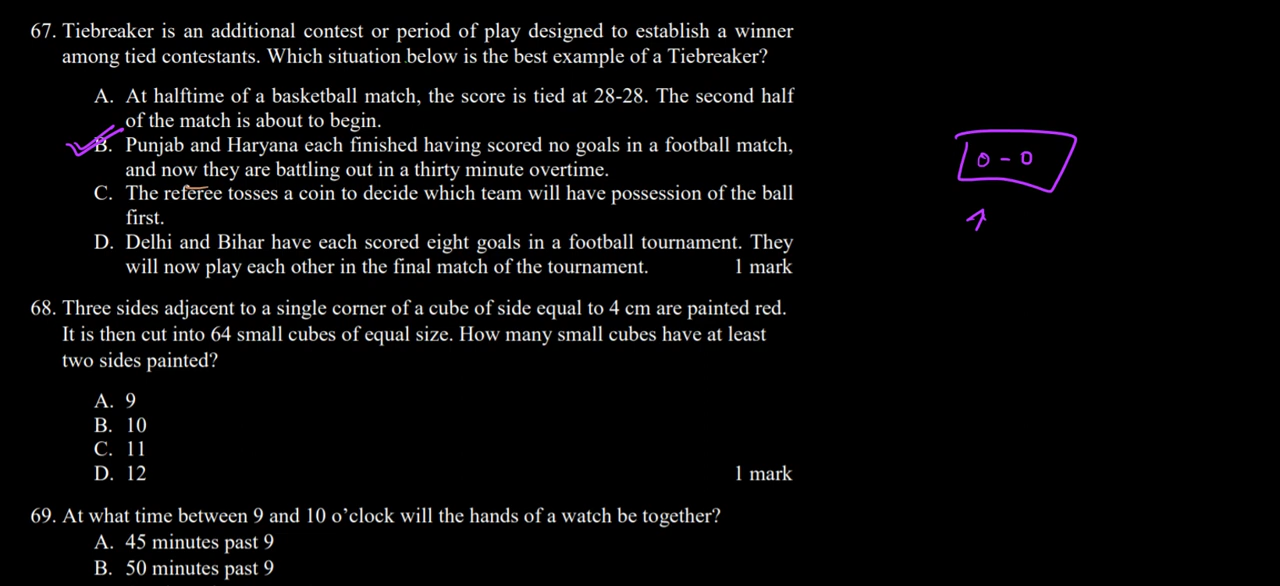 67. Tiebreaker is an additional contest or period of play designed to establish a winner
among tied contestants. Which situation below is the best example of a Tiebreaker?
A. At halftime of a basketball match, the score is tied at 28-28. The second half
of the match is about to begin.
B. Punjab and Haryana each finished having scored no goals in a football match,
and now they are battling out in a thirty minute overtime.
0 - 0
C. The referee tosses a coin to decide which team will have possession of the ball
first.
D. Delhi and Bihar have each scored eight goals in a football tournament. They
will now play each other in the final match of the tournament. 1 mark
68. Three sides adjacent to a single corner of a cube of side equal to 4 cm are painted red.
It is then cut into 64 small cubes of equal size. How many small cubes have at least
two sides painted?
A. 9
B. 10
C. 11
D. 12 1 mark
69. At what time between 9 and 10 o’clock will the hands of a watch be together?
A. 45 minutes past 9
B. 50 minutes past 9